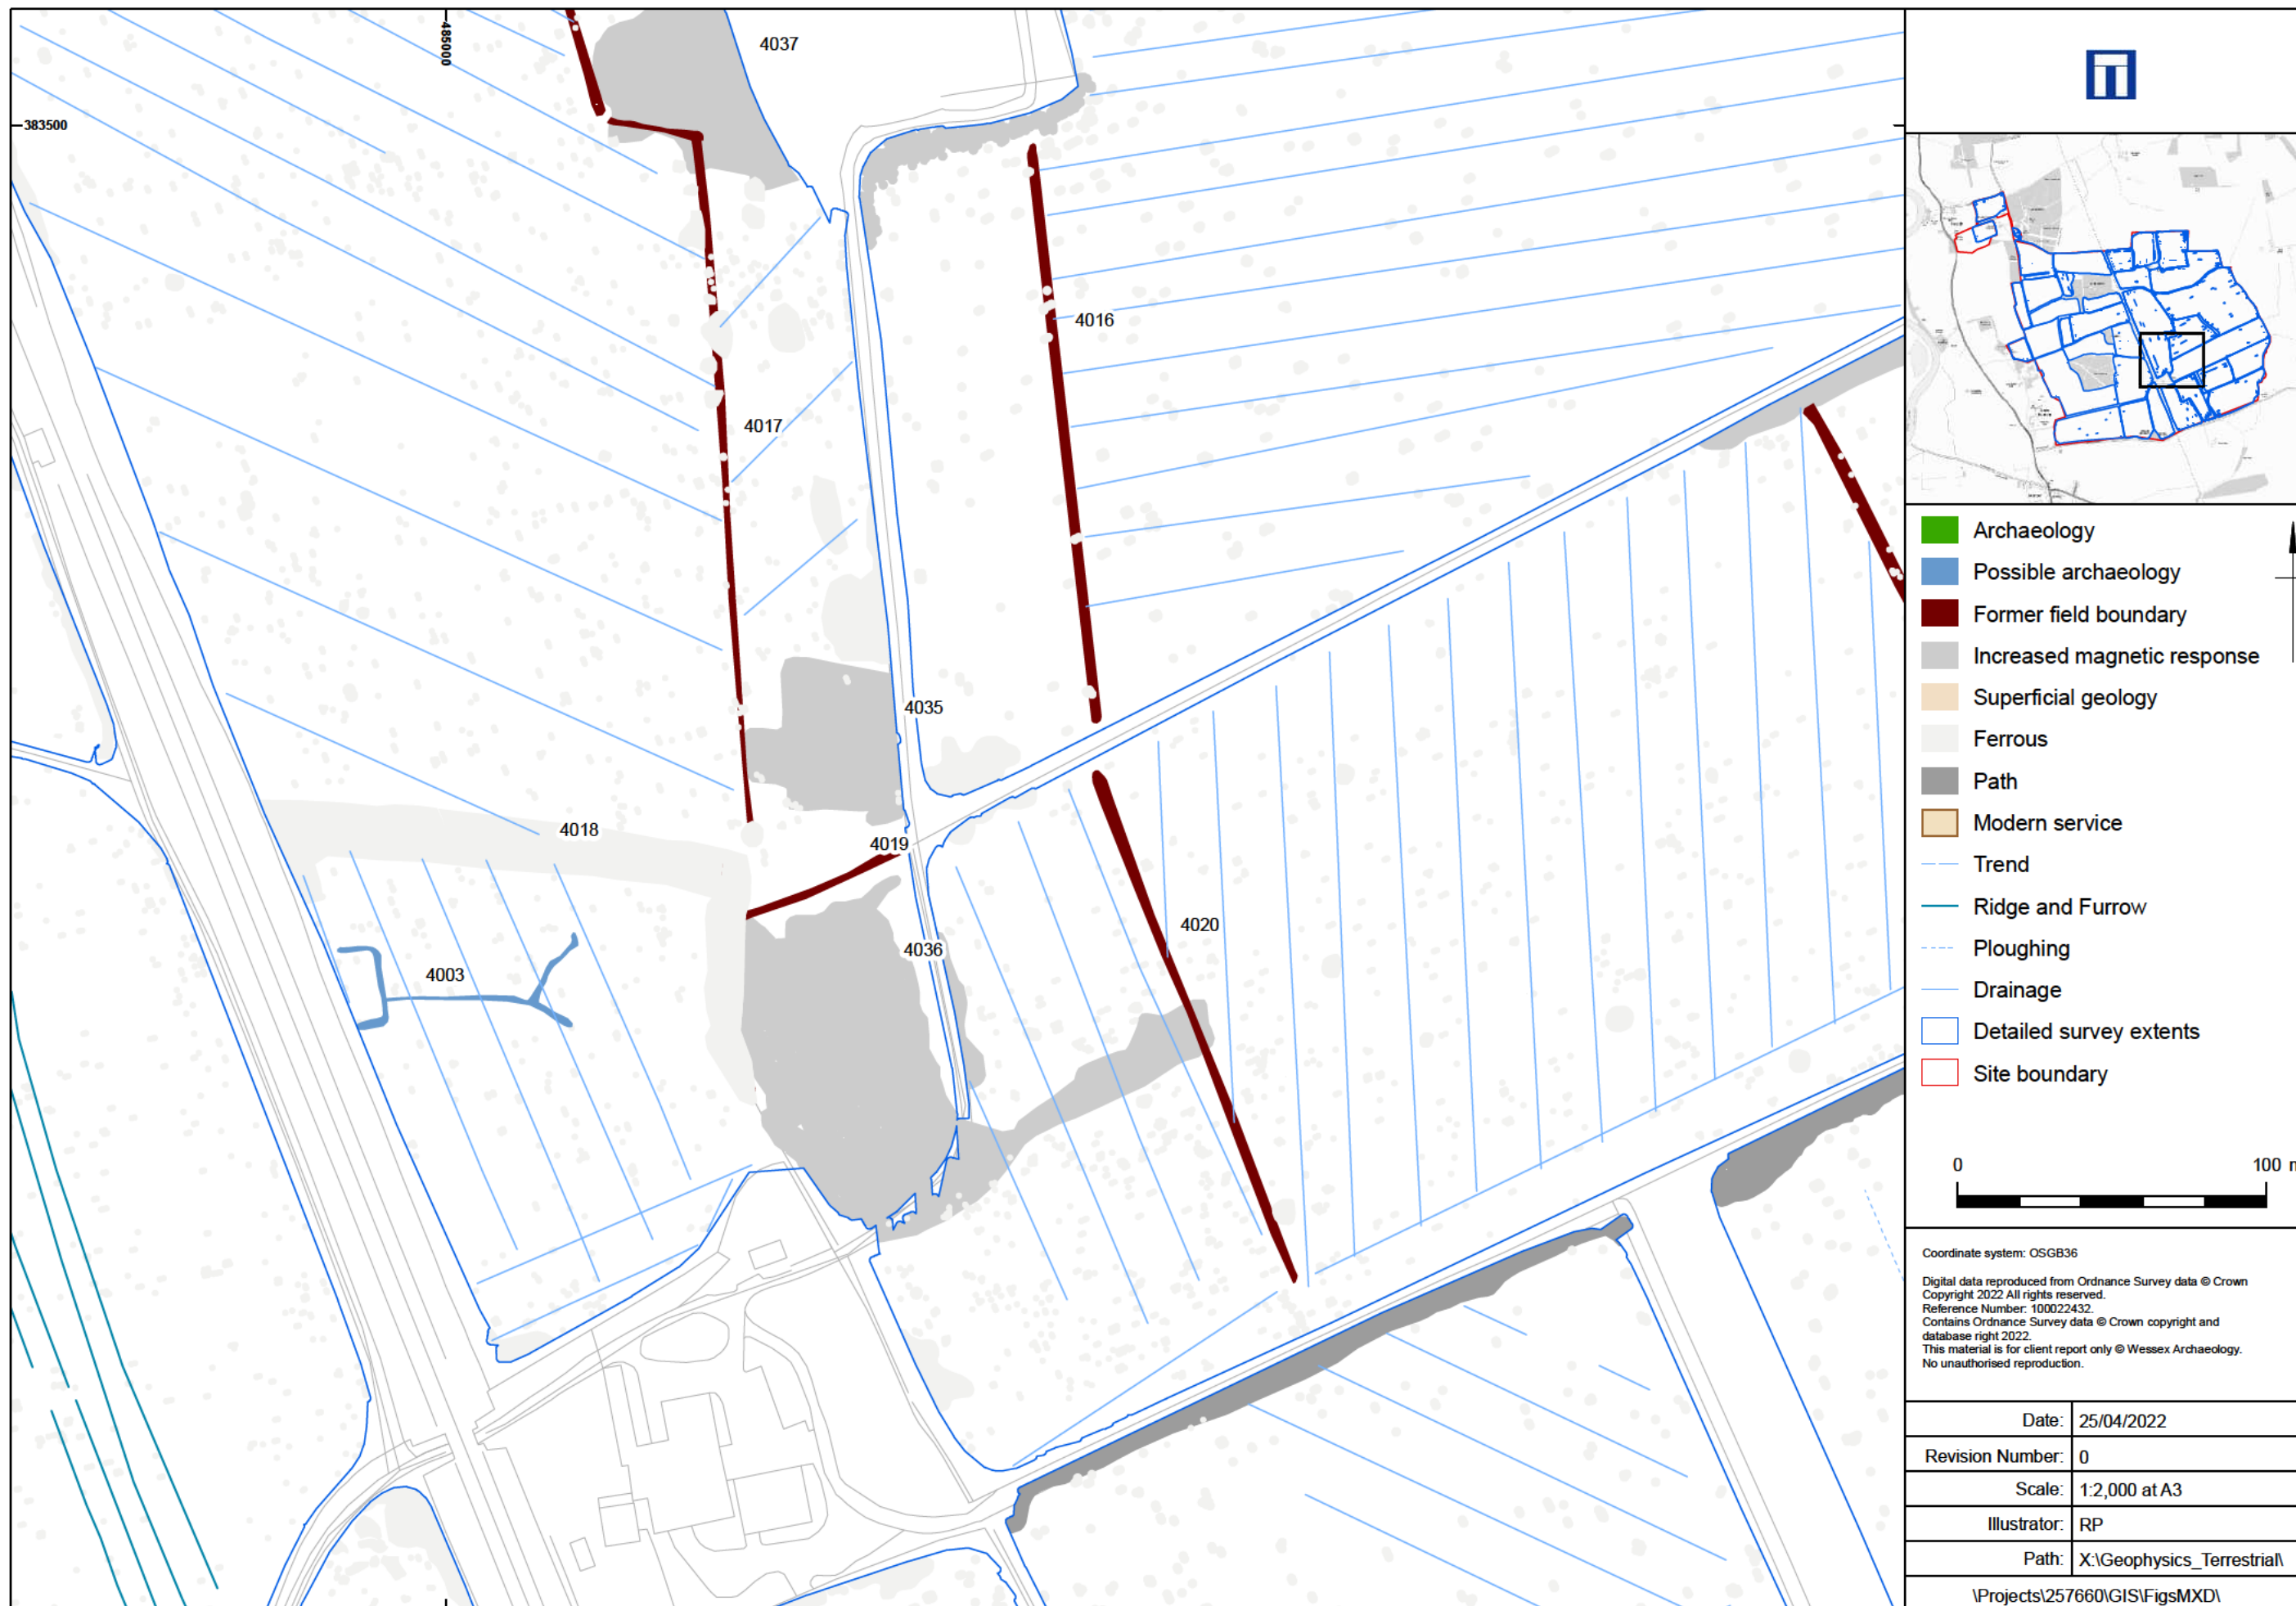 485000
383500
4037
4016
4017
4035
4018
4019
4020
4036
4003
Archaeology
Possible archaeology
Former field boundary
Increased magnetic response
Superficial geology
Ferrous
Path
Modern service
Trend
Ridge and Furrow
Ploughing
Drainage
Detailed survey extents
Site boundary
0 100
Coordinate system: OSGB36
Digital data reproduced from Ordnance Survey data © Crown
Copyright 2022 All rights reserved.
Reference Number: 100022432.
Contains Ordnance Survey data © Crown copyright and
database right 2022.
This material is for client report only © Wessex Archaeology.
No unauthorised reproduction.
Date: 25/04/2022
Revision Number: 0
Scale: 1:2,000 at A3
Illustrator: RP
Path: X:\Geophysics_Terrestrial\
\Projects\257660\GIS\FigsMXD\